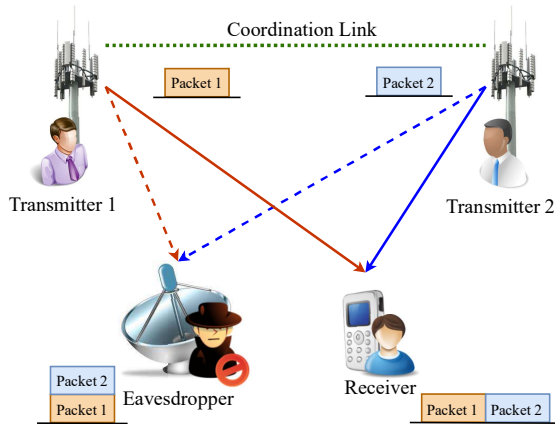 Coordination Link
Packet 1
Packet 2
Transmitter 1
Transmitter 2
Packet 2
Packet 1
Eavesdropper
Receiver
Packet 1
Packet 2